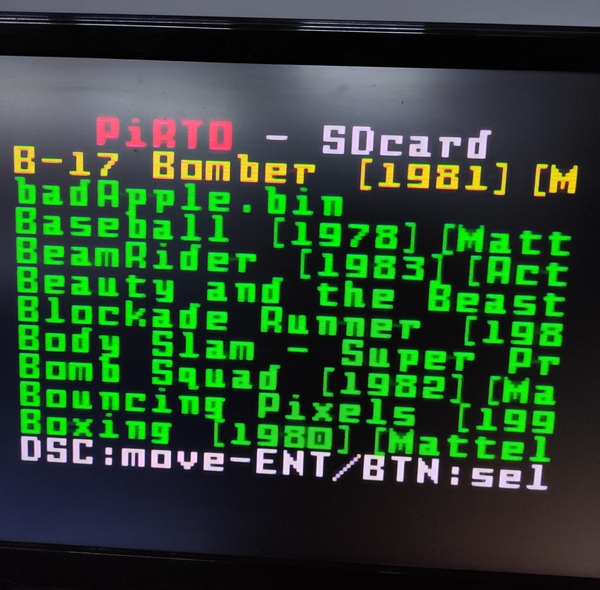 PiRTO - SDcard
B-17 Bomber [1981] [M
badApple.bin
Baseball [1978] [Matt
BeamRider [1983] [Act
Beauty and the Beast
Blockade Runner [198
Body Slam - Super Pr
Bomb Squad [1982] [Ma
Bouncing Pixels [199
Boxing [1980] [Mattel
DSC:move-ENT/BTN:sel